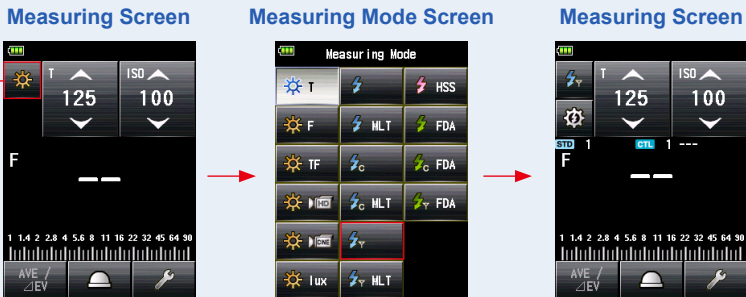 Measuring Screen
T
ISO
125
100
F
1 1.4 2 2.8 4 5.6 8 11 16 22 32 45 64 90
AVE /
⊿EV
Measuring Mode Screen
Measuring Mode
T
HSS
F
MLT
FDA
TF
C
C FDA
HD
C MLT
Y FDA
CINE
Y
lux
Y MLT
Measuring Screen
Y
T
ISO
125
100
STD 1 CTL 1 ---
F
1 1.4 2 2.8 4 5.6 8 11 16 22 32 45 64 90
AVE /
⊿EV